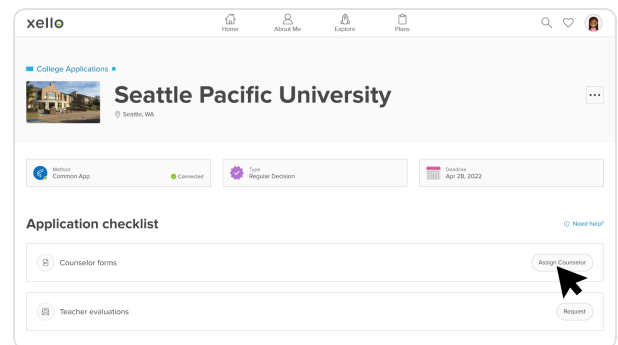 xello
Home
About Me
Explore
Plans
College Applications
Seattle Pacific University
Seattle, WA
Method
Common App
Connected
Type
Regular Decision
Deadline
Apr 28, 2022
Application checklist
Need help?
Counselor forms
Assign Counselor
Teacher evaluations
Request